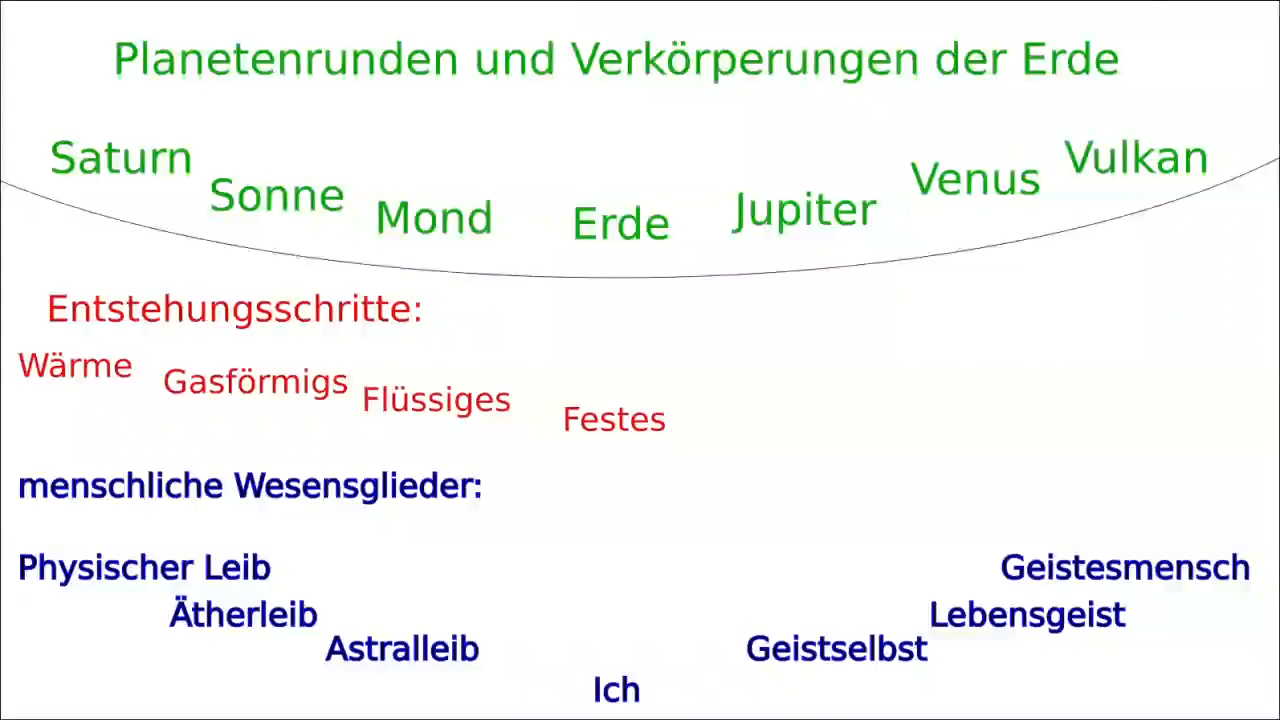 Planetenrunden und Verkörperungen der Erde
Saturn Sonne Mond Erde Jupiter Venus Vulkan
Entstehungsschritte:
Wärme Gasförmigs Flüssiges Festes
menschliche Wesensglieder:
Physischer Leib Geistesmensch
Ätherleib Lebensgeist
Astralleib Geistselbst
Ich